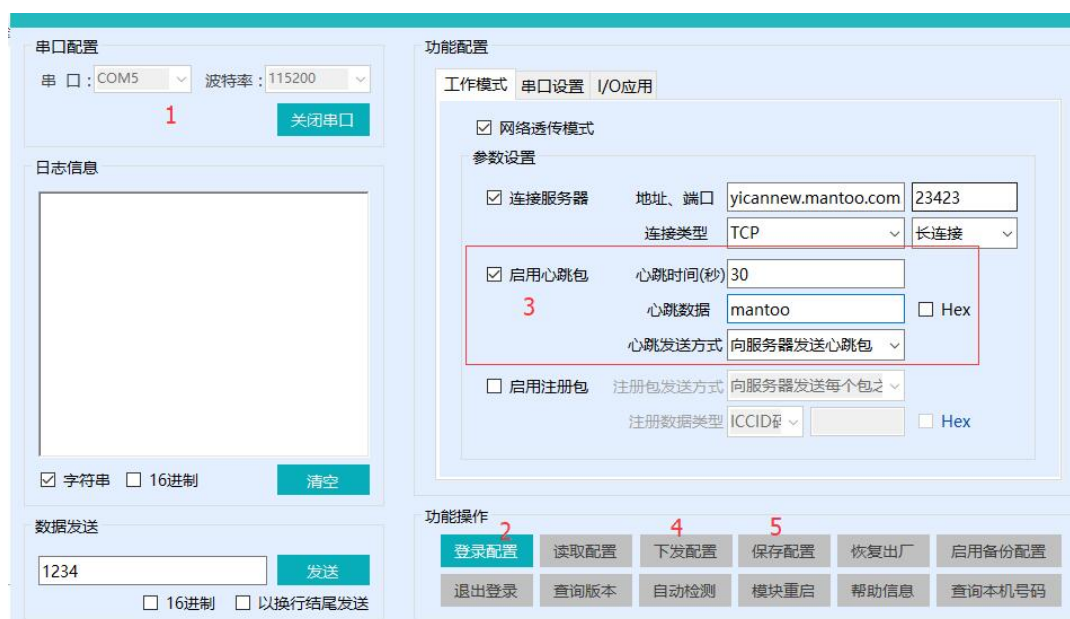 串口配置
串 口： COM5 波特率： 115200
1
关闭串口
日志信息
字符串 16进制 清空
数据发送
1234 发送
16进制 以换行结尾发送
功能配置
工作模式 串口设置 I/O应用
网络透传模式
参数设置
连接服务器 地址、端口 yicannew.mantoo.com 23423
连接类型 TCP 长连接
启用心跳包 心跳时间(秒) 30
3 心跳数据 mantoo Hex
心跳发送方式 向服务器发送心跳包
启用注册包 注册包发送方式 向服务器发送每个包之
注册数据类型 ICCID Hex
功能操作
2 4 5
登录配置 读取配置 下发配置 保存配置 恢复出厂 启用备份配置
退出登录 查询版本 自动检测 模块重启 帮助信息 查询本机号码